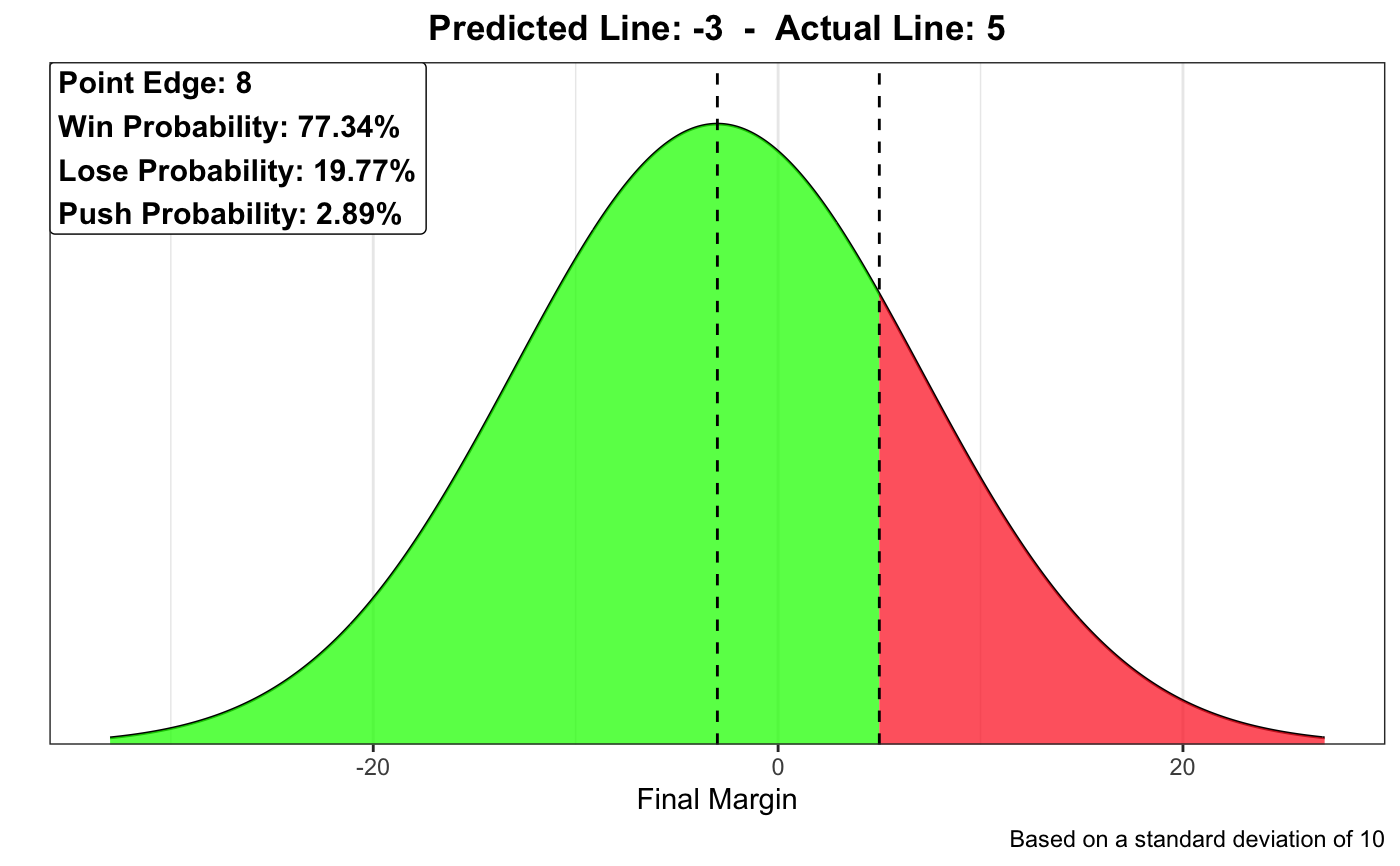 Predicted Line: -3  -  Actual Line: 5
Point Edge: 8
Win Probability: 77.34%
Lose Probability: 19.77%
Push Probability: 2.89%
-20
0
20
Final Margin
Based on a standard deviation of 10